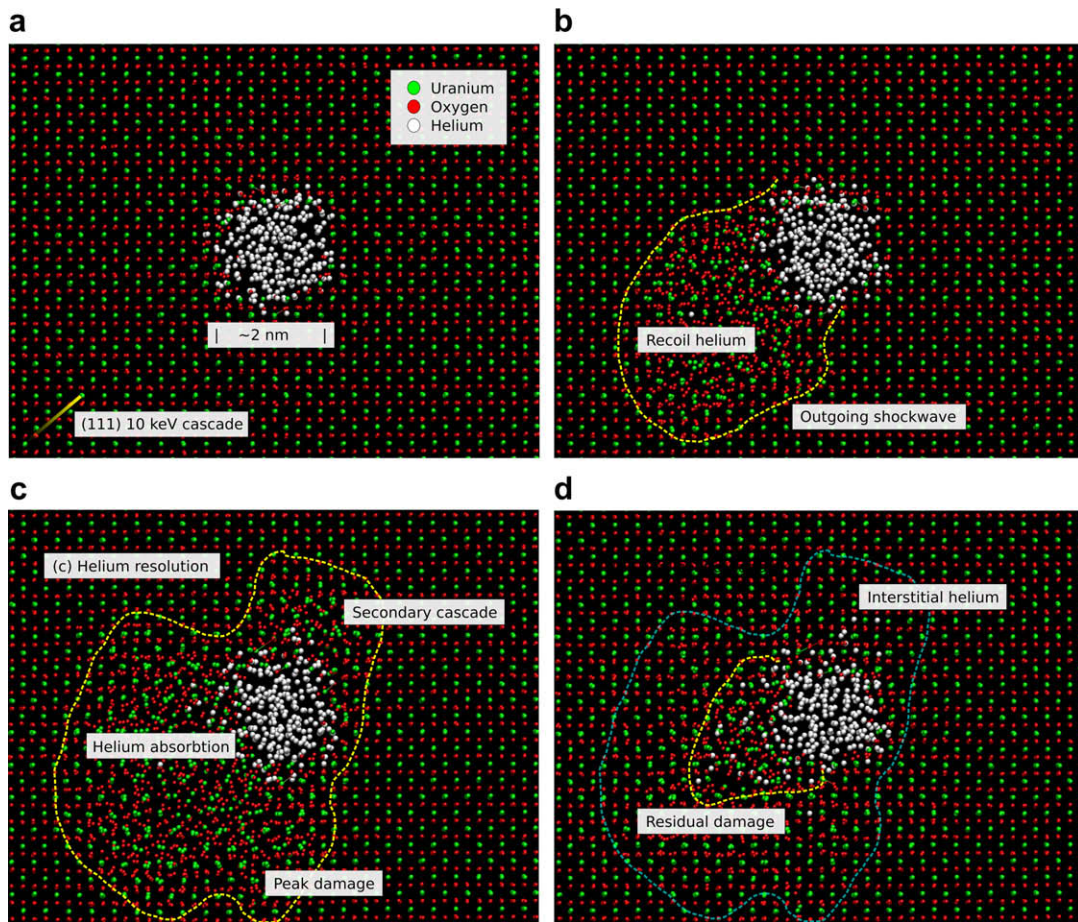 a
Uranium
Oxygen
Helium
| ~2 nm |
(111) 10 keV cascade
b
Recoil helium
Outgoing shockwave
c
(c) Helium resolution
Secondary cascade
Helium absorbtion
Peak damage
d
Interstitial helium
Residual damage